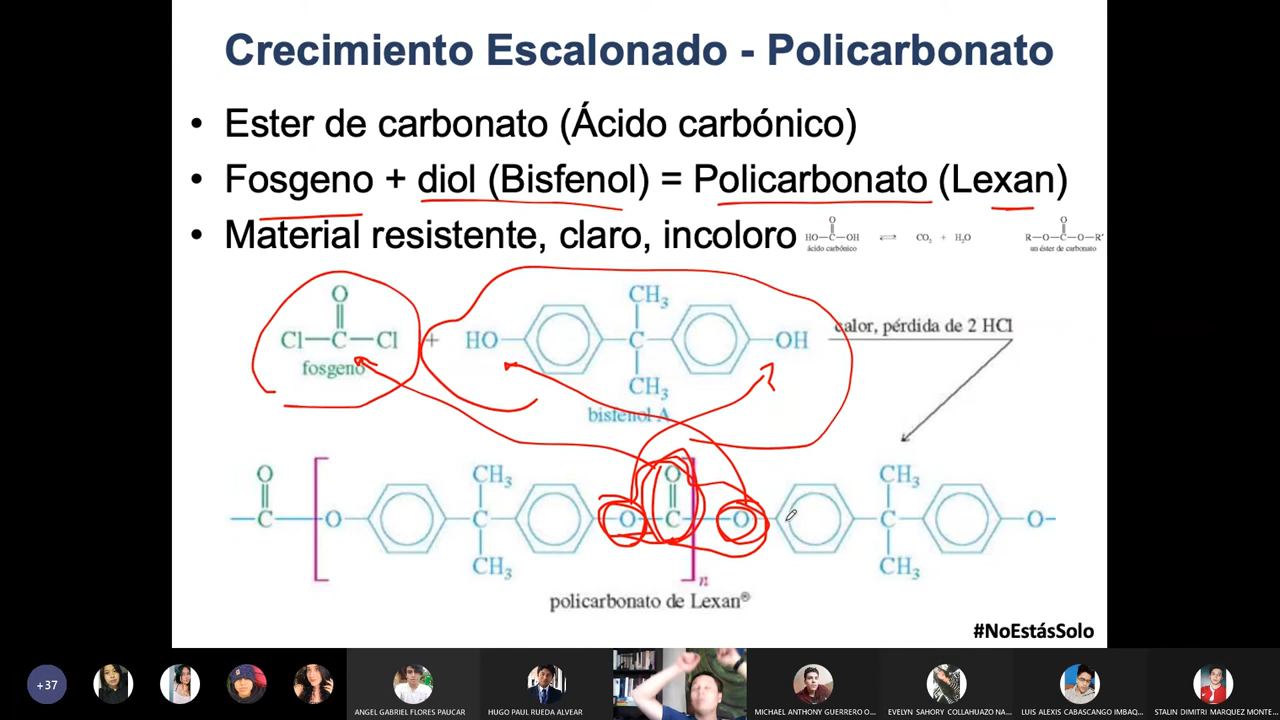 Crecimiento Escalonado - Policarbonato
• Ester de carbonato (Ácido carbónico)
• Fosgeno + diol (Bisfenol) = Policarbonato (Lexan)
• Material resistente, claro, incoloro
O
HO—C—OH ⇌ CO₂ + H₂O
ácido carbónico
O
R—O—C—O—R'
un éster de carbonato
O
Cl—C—Cl
fosgeno
+
CH₃
HO C OH
CH₃
bisfenol A
calor, pérdida de 2 HCl
O CH₃ O CH₃
C O C O C O C O
CH₃ n CH₃
policarbonato de Lexan®
#NoEstásSolo
+37
ANGEL GABRIEL FLORES PAUCAR
HUGO PAUL RUEDA ALVEAR
MICHAEL ANTHONY GUERRERO O...
EVELYN SAHORY COLLAHUAZO NA...
LUIS ALEXIS CABASCANGO IMBAQ...
STALIN DIMITRI MARQUEZ MONTE...